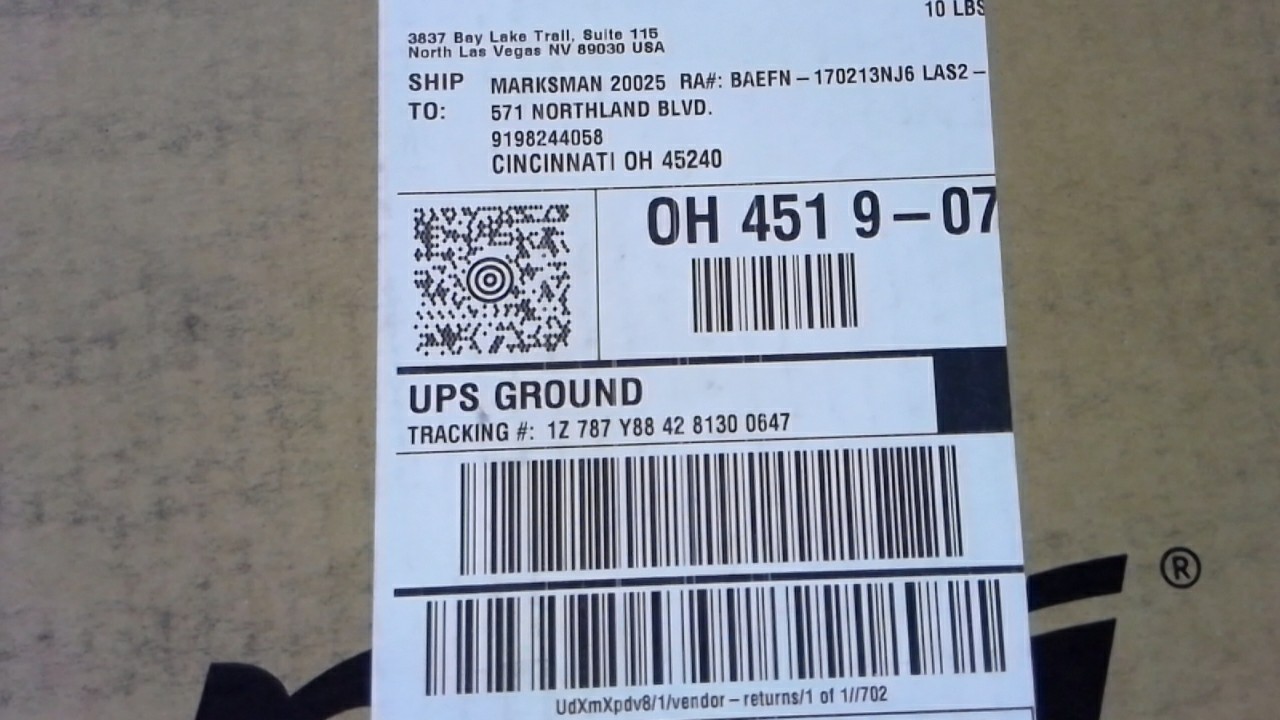 10 LBS
3837 Bay Lake Trail, Suite 115
North Las Vegas NV 89030 USA
SHIP TO:
MARKSMAN 20025 RA#: BAEFN-170213NJ6 LAS2-
571 NORTHLAND BLVD.
9198244058
CINCINNATI OH 45240
OH 451 9-07
UPS GROUND
TRACKING #: 1Z 787 Y88 42 8130 0647
UdXmXpdv8/1/vendor-returns/1 of 1//702
®